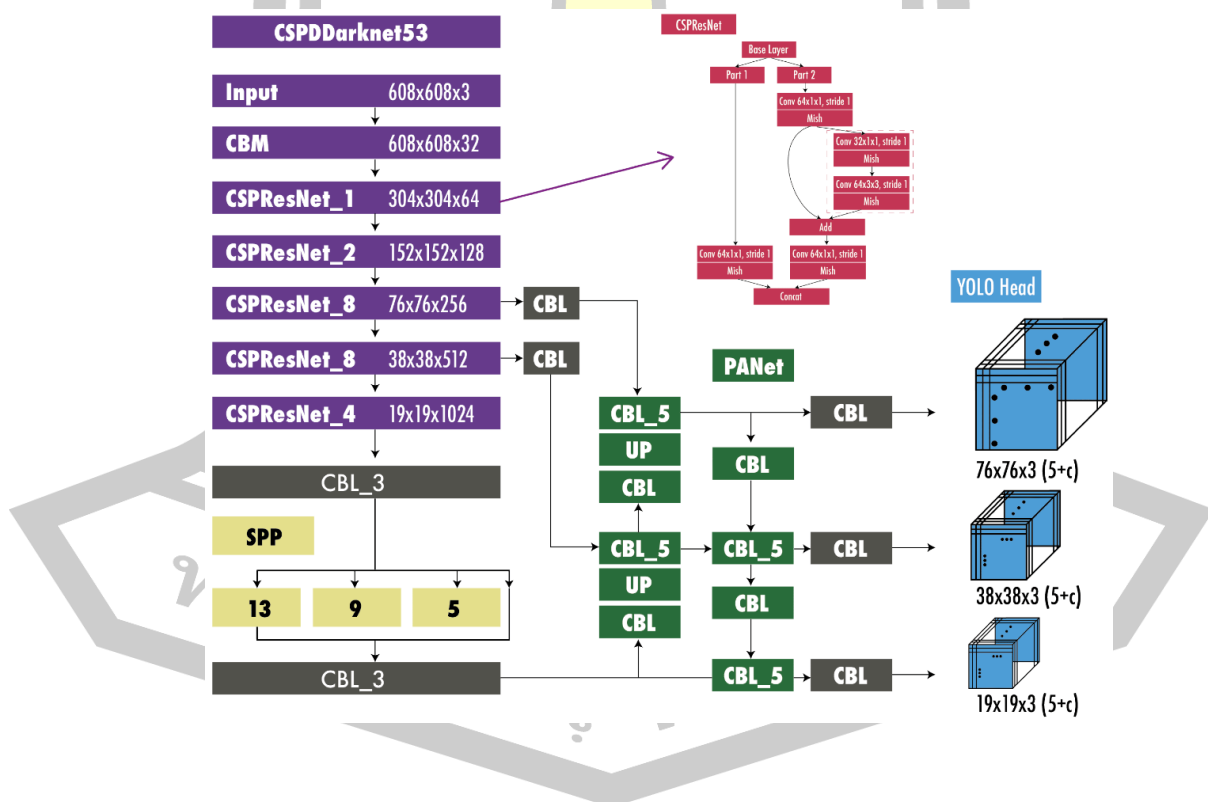 CSPDDarknet53
Input 608x608x3
CBM 608x608x32
CSPResNet_1 304x304x64
CSPResNet_2 152x152x128
CSPResNet_8 76x76x256
CBL
CSPResNet_8 38x38x512
CBL
CSPResNet_4 19x19x1024
CBL_3
SPP
13 9 5
CBL_3
CSPResNet
Base Layer
Part 1 Part 2
Conv 64x1x1, stride 1
Mish
Conv 32x1x1, stride 1
Mish
Conv 64x3x3, stride 1
Mish
Add
Conv 64x1x1, stride 1 Conv 64x1x1, stride 1
Mish Mish
Concat
PANet
CBL_5
UP
CBL
CBL_5
UP
CBL
CBL
CBL_5
CBL
CBL_5
CBL
CBL
CBL
YOLO Head
76x76x3 (5+c)
38x38x3 (5+c)
19x19x3 (5+c)